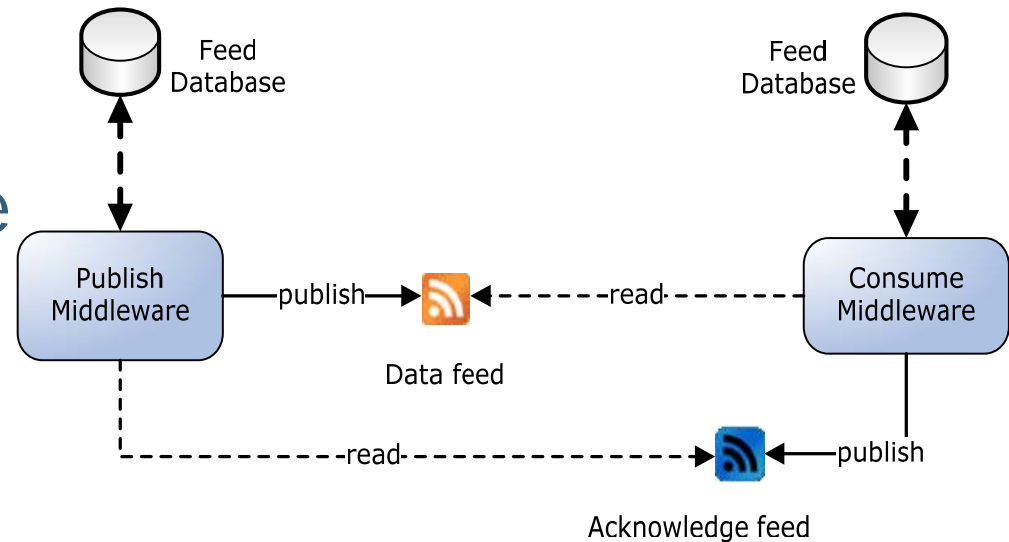 Feed
Database
Feed
Database
e
Publish
Middleware
publish
read
Consume
Middleware
Data feed
read
publish
Acknowledge feed